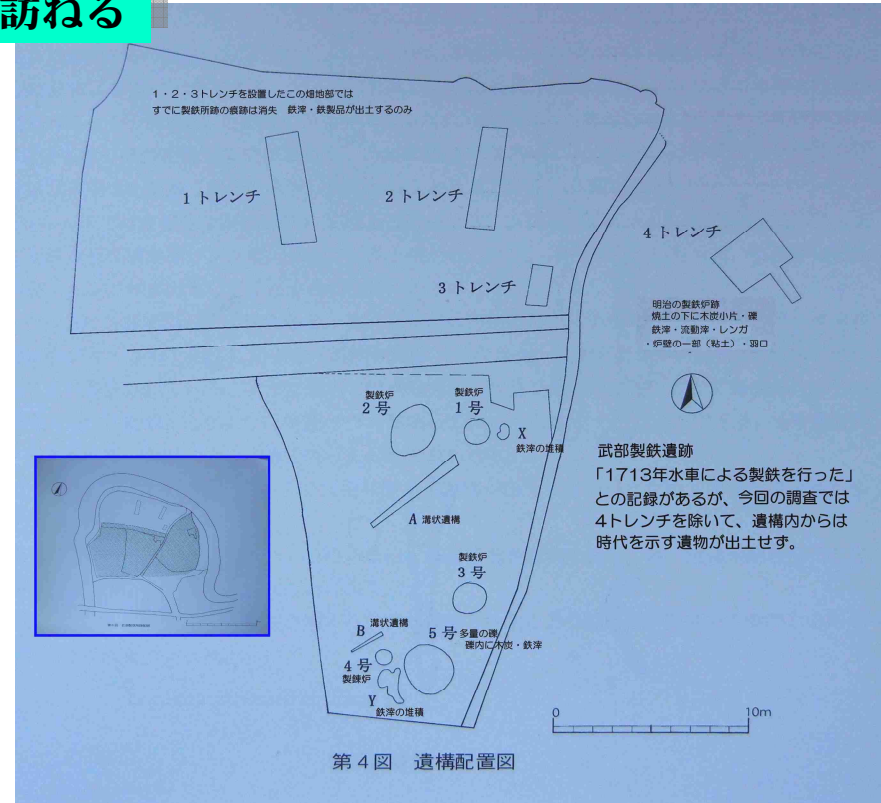 訪ねる
1・2・3トレンチを設置したこの畑地部では
すでに製鉄所跡の痕跡は消失 鉄滓・鉄製品が出土するのみ
1トレンチ
2トレンチ
3トレンチ
4トレンチ
明治の製鉄炉跡
焼土の下に木炭小片・礫
鉄滓・流動滓・レンガ
・炉壁の一部（粘土）・羽口
製鉄炉
2号
製鉄炉
1号
X
鉄滓の堆積
武部製鉄遺跡
「1713年水車による製鉄を行った」
との記録があるが、今回の調査では
4トレンチを除いて、遺構内からは
時代を示す遺物が出土せず。
A 溝状遺構
製鉄炉
3号
溝状遺構
B
5号 多量の礫
礫内に木炭・鉄滓
4号
製錬炉
Y
鉄滓の堆積
0 10m
第4図 遺構配置図